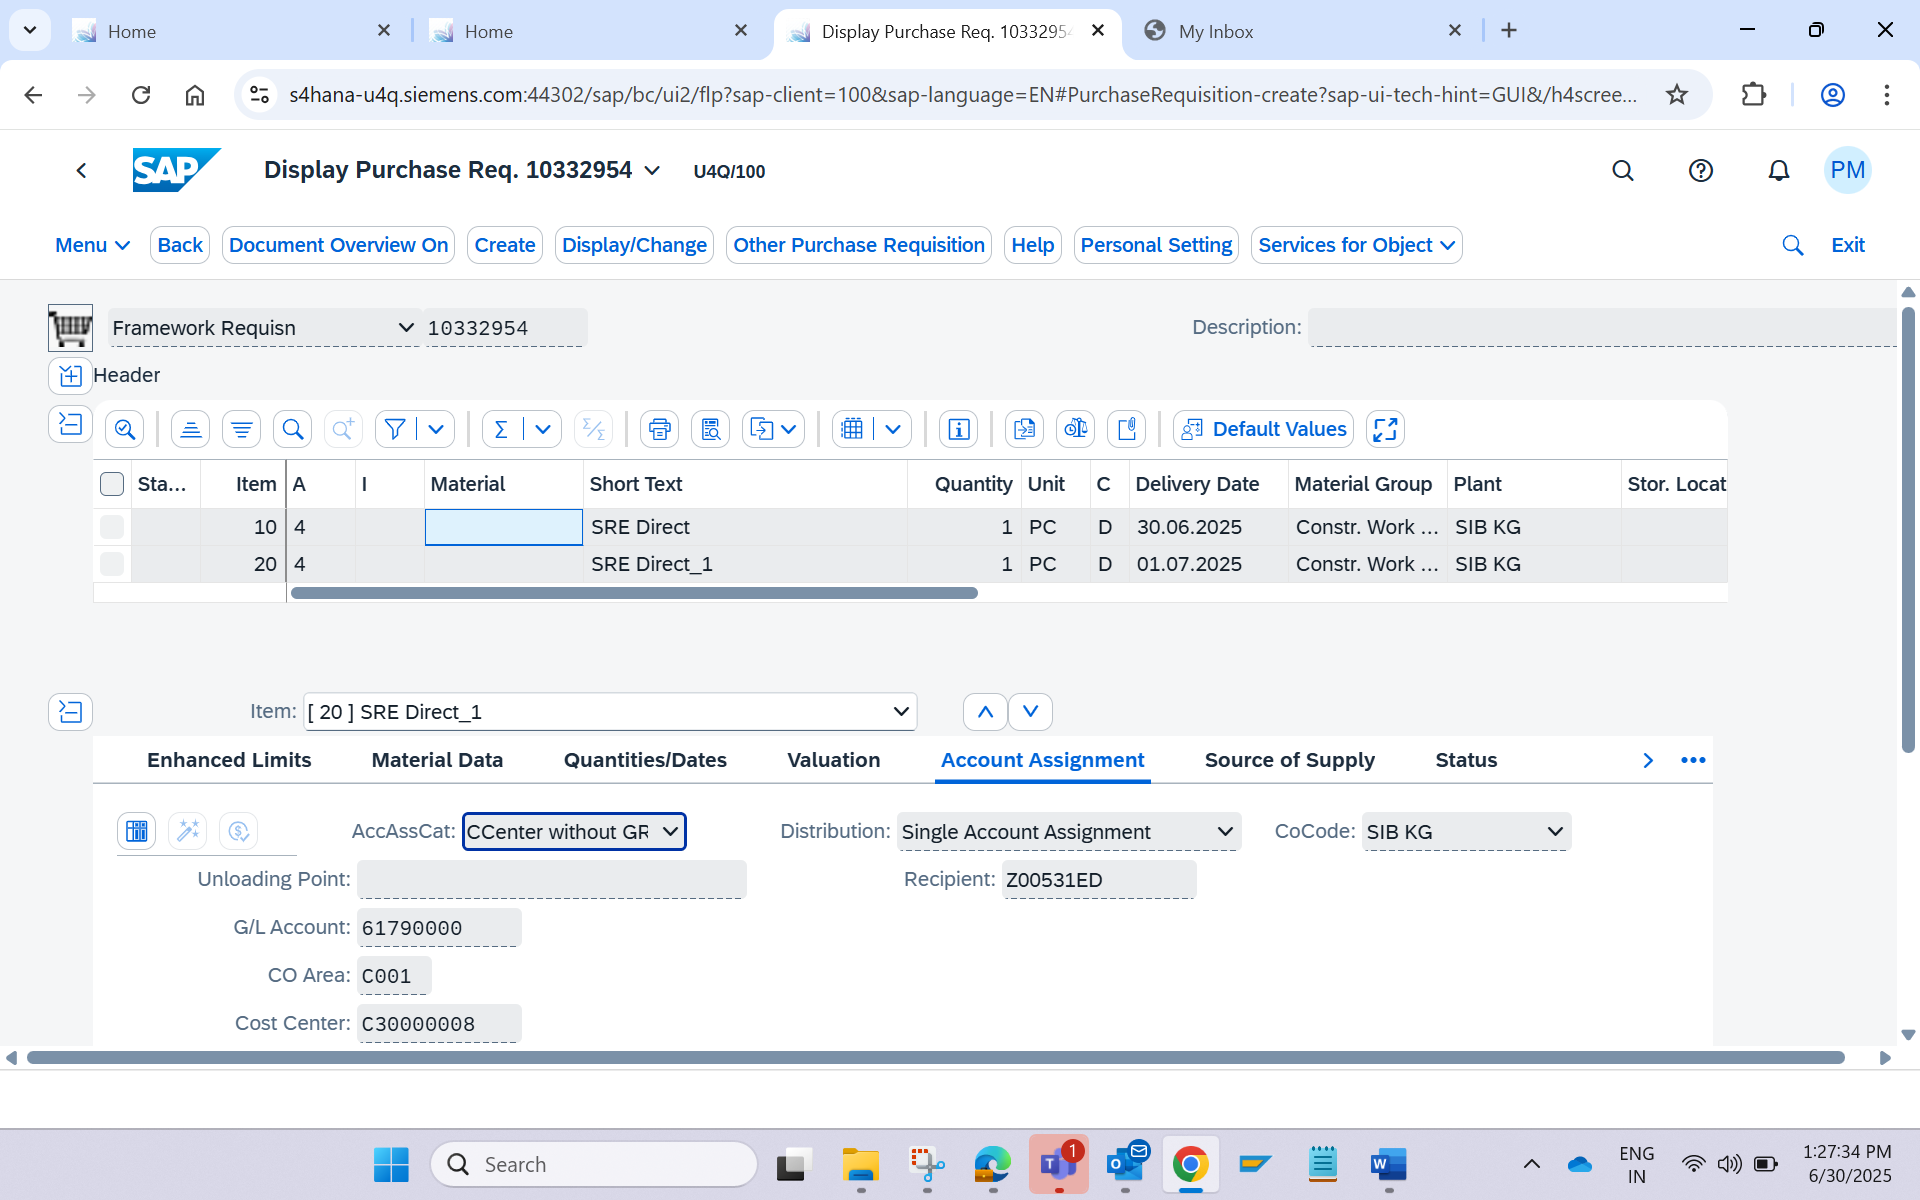 Home
Home
Display Purchase Req. 1033295
My Inbox
s4hana-u4q.siemens.com:44302/sap/bc/ui2/flp?sap-client=100&sap-language=EN#PurchaseRequisition-create?sap-ui-tech-hint=GUI&/h4scree...
SAP
Display Purchase Req. 10332954
U4Q/100
PM
Menu
Back
Document Overview On
Create
Display/Change
Other Purchase Requisition
Help
Personal Setting
Services for Object
Exit
Framework Requisn
10332954
Description:
Header
Default Values
Sta... Item A I Material Short Text Quantity Unit C Delivery Date Material Group Plant Stor. Locat
10 4 SRE Direct 1 PC D 30.06.2025 Constr. Work ... SIB KG
20 4 SRE Direct_1 1 PC D 01.07.2025 Constr. Work ... SIB KG
Item: [ 20 ] SRE Direct_1
Enhanced Limits
Material Data
Quantities/Dates
Valuation
Account Assignment
Source of Supply
Status
AccAssCat: CCenter without GR
Distribution: Single Account Assignment
CoCode: SIB KG
Unloading Point:
Recipient: Z00531ED
G/L Account: 61790000
CO Area: C001
Cost Center: C30000008
Search
1
ENG
IN
1:27:34 PM
6/30/2025